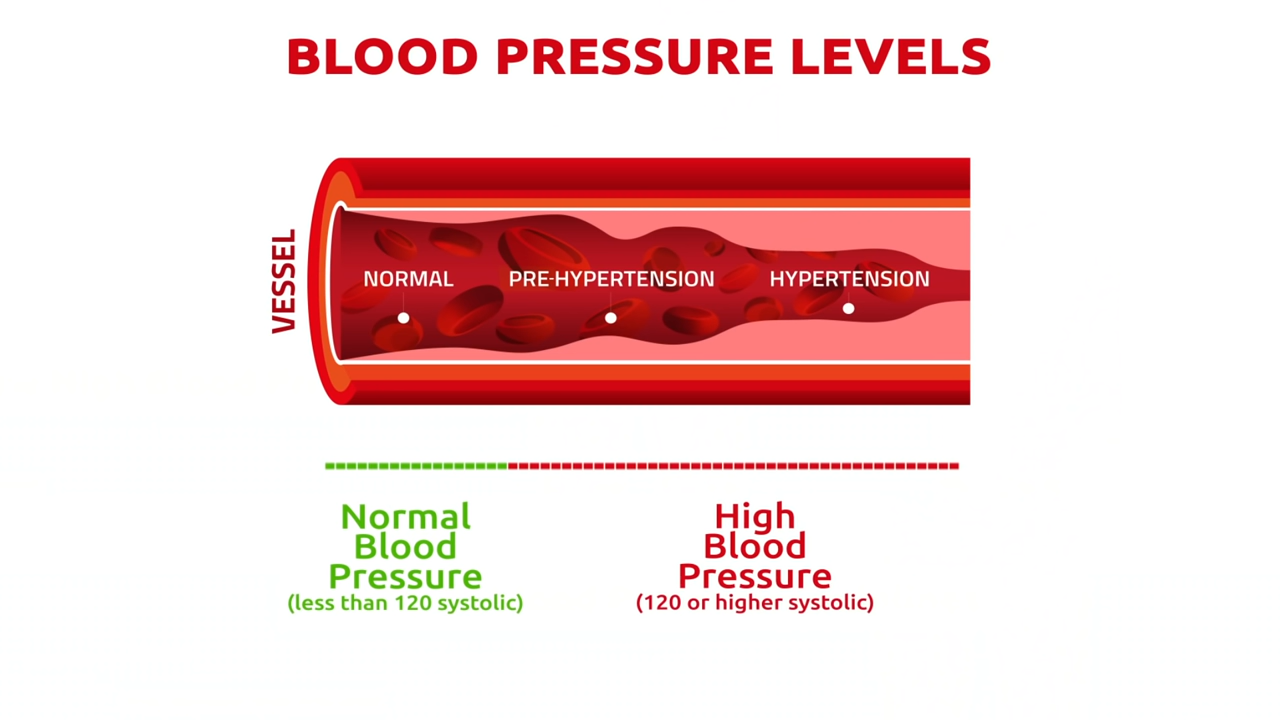 BLOOD PRESSURE LEVELS
VESSEL
NORMAL
PRE-HYPERTENSION
HYPERTENSION
Normal
Blood
Pressure
(less than 120 systolic)
High
Blood
Pressure
(120 or higher systolic)